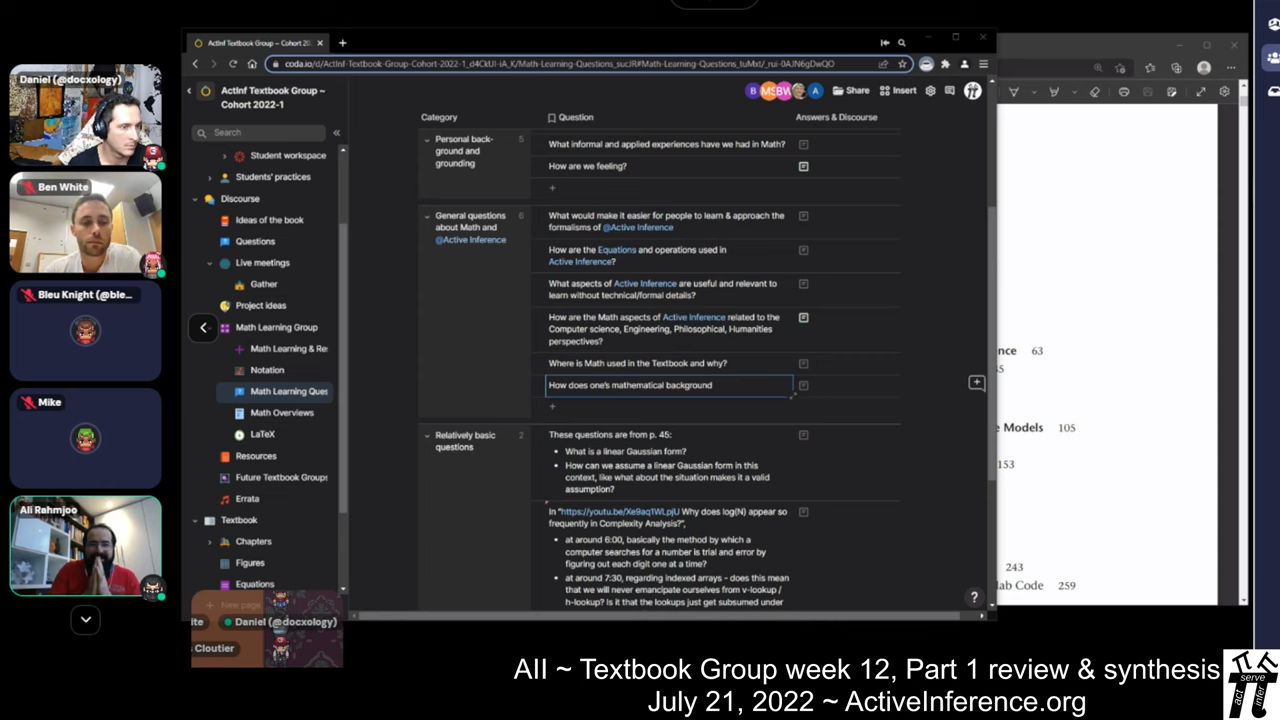 Daniel (@docxology)
Ben White
Bleu Knight (@ble...
Mike
Ali Rahmjoo
ActInf Textbook Group ~ Cohort 202
coda.io/d/ActInf-Textbook-Group-Cohort-2022-1_d4CkUI-iA_K/Math-Learning-Questions_sucJR#Math-Learning-Questions_tuMxt/_rui-0AJN6gDwQO
ActInf Textbook Group ~
Cohort 2022-1
Search
Student workspace
Students' practices
Discourse
Ideas of the book
Questions
Live meetings
Gather
Project ideas
Math Learning Group
Math Learning & Re
Notation
Math Learning Ques
Math Overviews
LaTeX
Resources
Future Textbook Groups
Errata
Textbook
Chapters
Figures
Equations
New page
ite
Daniel (@docxology)
s Cloutier
B MS BW A
Share
Insert
Category
Question
Answers & Discourse
Personal back-
ground and
grounding
5
What informal and applied experiences have we had in Math?
How are we feeling?
General questions
about Math and
@Active Inference
6
What would make it easier for people to learn & approach the
formalisms of @Active Inference
How are the Equations and operations used in
Active Inference?
What aspects of Active Inference are useful and relevant to
learn without technical/formal details?
How are the Math aspects of Active Inference related to the
Computer science, Engineering, Philosophical, Humanities
perspectives?
Where is Math used in the Textbook and why?
How does one's mathematical background
Relatively basic
questions
2
These questions are from p. 45:
• What is a linear Gaussian form?
• How can we assume a linear Gaussian form in this
context, like what about the situation makes it a valid
assumption?
In "https://youtu.be/Xe9aq1WLpjU Why does log(N) appear so
frequently in Complexity Analysis?",
• at around 6:00, basically the method by which a
computer searches for a number is trial and error by
figuring out each digit one at a time?
• at around 7:30, regarding indexed arrays - does this mean
that we will never emancipate ourselves from v-lookup /
h-lookup? Is it that the lookups just get subsumed under
?
nce 63
45
e Models 105
153
243
lab Code 259
AII ~ Textbook Group week 12, Part 1 review & synthesis
July 21, 2022 ~ ActiveInference.org
act
serve
infer